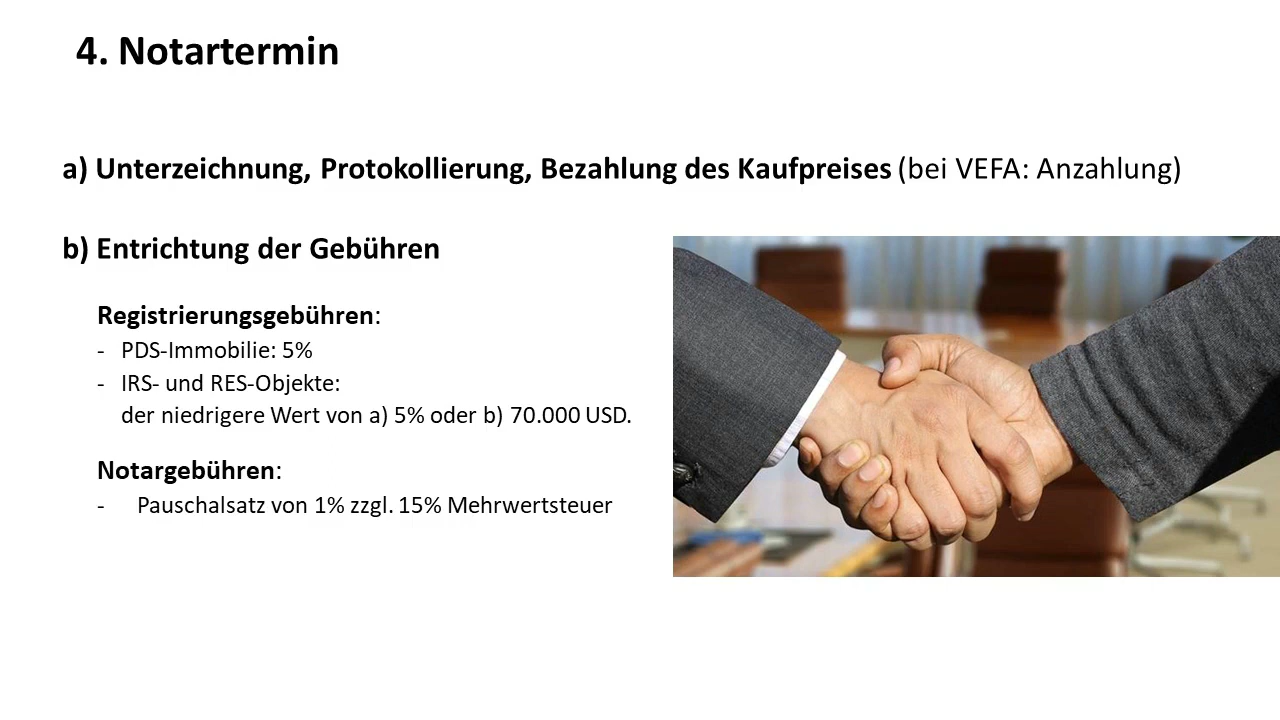 4. Notartermin
a) Unterzeichnung, Protokollierung, Bezahlung des Kaufpreises (bei VEFA: Anzahlung)
b) Entrichtung der Gebühren
Registrierungsgebühren:
- PDS-Immobilie: 5%
- IRS- und RES-Objekte:
der niedrigere Wert von a) 5% oder b) 70.000 USD.
Notargebühren:
- Pauschalsatz von 1% zzgl. 15% Mehrwertsteuer